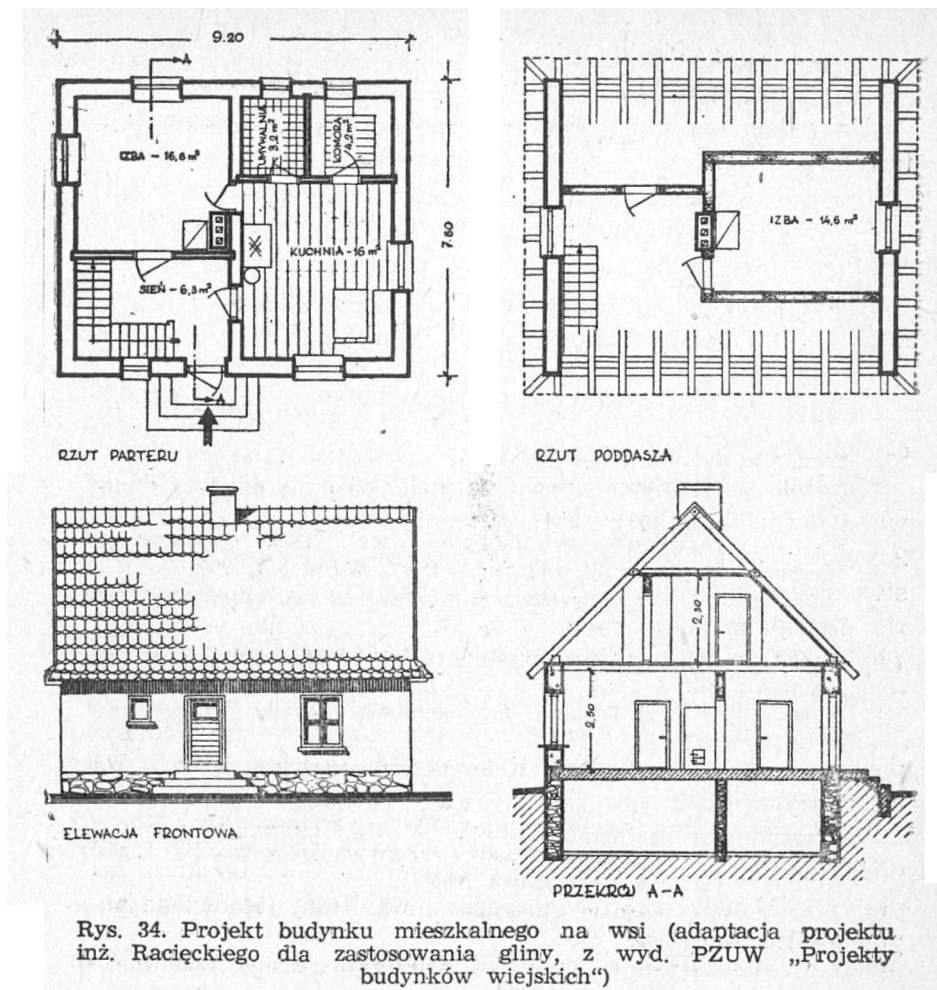 9.20
A
IZBA – 16,8 m²
UMYWALNIA 3,2 m²
KOMORA 4,2 m²
KUCHNIA – 16 m²
SIEŃ – 6,3 m²
A
7.80
RZUT PARTERU
IZBA – 14,6 m²
RZUT PODDASZA
ELEWACJA FRONTOWA
2,50
2,50
PRZEKRÓJ A-A
Rys. 34. Projekt budynku mieszkalnego na wsi (adaptacja projektu
inż. Racięckiego dla zastosowania gliny, z wyd. PZUW „Projekty
budynków wiejskich“)